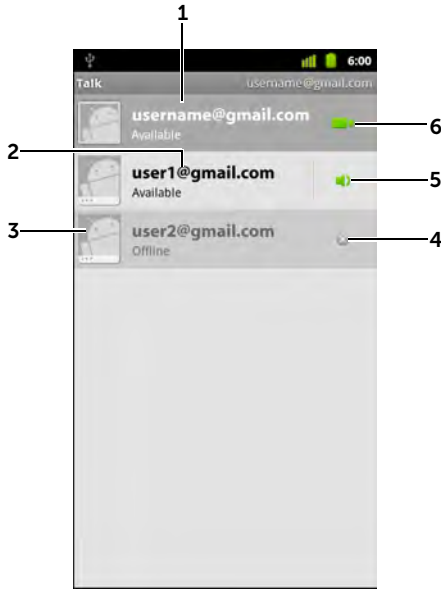 1
6:00
Talk username@gmail.com
username@gmail.com
Available
6
2
user1@gmail.com
Available
5
3
user2@gmail.com
Offline
4